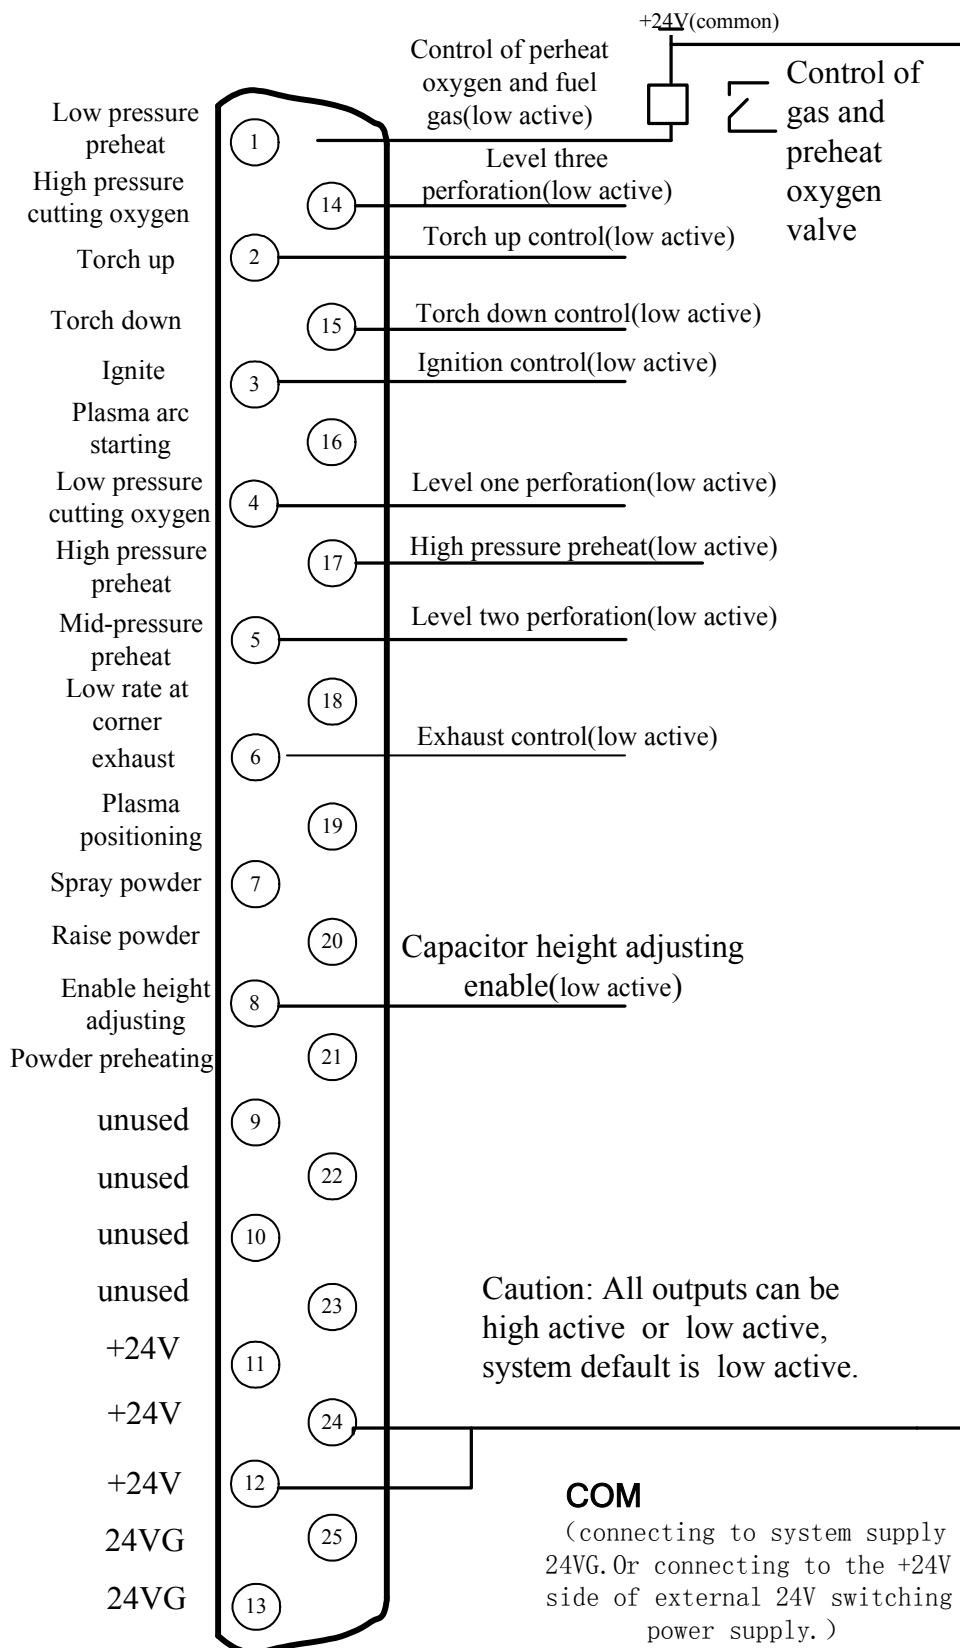 +24V(common)
Control of perheat
oxygen and fuel
gas(low active)
Control of
gas and
preheat
oxygen
valve
Low pressure
preheat
1
Level three
perforation(low active)
High pressure
cutting oxygen
14
Torch up control(low active)
Torch up
2
Torch down
15
Torch down control(low active)
Ignite
3
Ignition control(low active)
Plasma arc
starting
16
Low pressure
cutting oxygen
4
Level one perforation(low active)
High pressure
preheat
17
High pressure preheat(low active)
Mid-pressure
preheat
5
Level two perforation(low active)
Low rate at
corner
18
exhaust
6
Exhaust control(low active)
Plasma
positioning
19
Spray powder
7
Raise powder
20
Capacitor height adjusting
enable(low active)
Enable height
adjusting
8
Powder preheating
21
unused
9
unused
22
unused
10
unused
23
Caution: All outputs can be
high active or low active,
system default is low active.
+24V
11
+24V
24
+24V
12
24VG
25
24VG
13
COM
(connecting to system supply
24VG.Or connecting to the +24V
side of external 24V switching
power supply.)